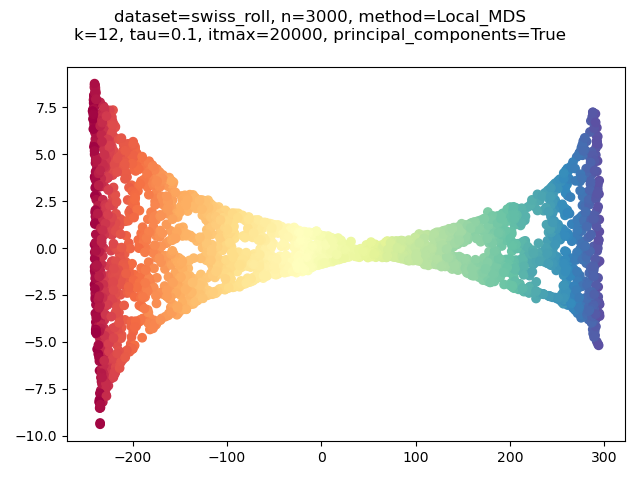 dataset=swiss_roll, n=3000, method=Local_MDS
k=12, tau=0.1, itmax=20000, principal_components=True
7.5
5.0
2.5
0.0
−2.5
−5.0
−7.5
−10.0
−200 −100 0 100 200 300